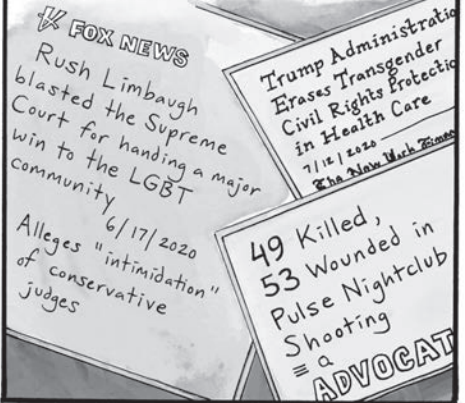 FOX NEWS
Rush Limbaugh
blasted the Supreme
Court for handing a major
win to the LGBT
community
6/17/2020
Alleges "intimidation"
of conservative
judges
Trump Administratio
Erases Transgender
Civil Rights Protectio
in Health Care
7/12/2020
The New York Times
49 Killed,
53 Wounded in
Pulse Nightclub
Shooting
a
ADVOCAT